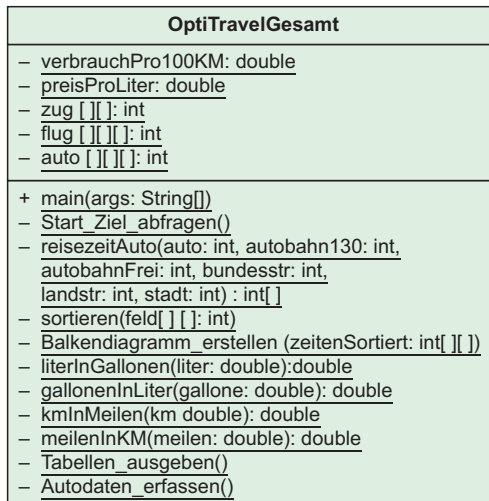 OptiTravelGesamt
– verbrauchPro100KM: double
– preisProLiter: double
– zug [ ][ ]: int
– flug [ ][ ][ ]: int
– auto [ ][ ][ ]: int
+ main(args: String[])
– Start_Ziel_abfragen()
– reisezeitAuto(auto: int, autobahn130: int,
autobahnFrei: int, bundesstr: int,
landstr: int, stadt: int) : int[ ]
– sortieren(feld[ ] [ ]: int)
– Balkendiagramm_erstellen (zeitenSortiert: int[ ][ ])
– literInGallonen(liter: double):double
– gallonenInLiter(gallone: double): double
– kmInMeilen(km double): double
– meilenInKM(meilen: double): double
– Tabellen_ausgeben()
– Autodaten_erfassen()